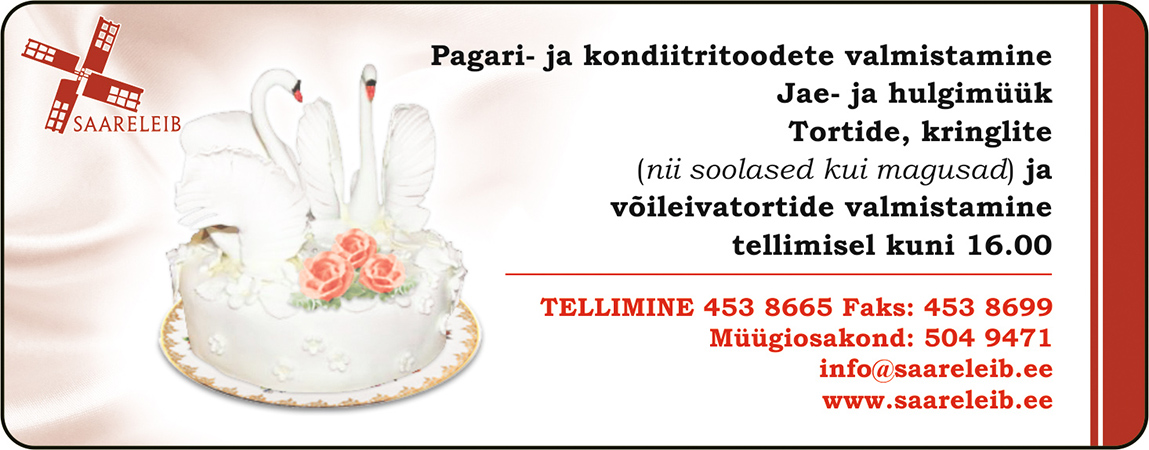 SAARELEIB
Pagari- ja kondiitritoodete valmistamine
Jae- ja hulgimüük
Tortide, kringlite
(nii soolased kui magusad) ja
võileivatortide valmistamine
tellimisel kuni 16.00
TELLIMINE 453 8665 Faks: 453 8699
Müügiosakond: 504 9471
info@saareleib.ee
www.saareleib.ee